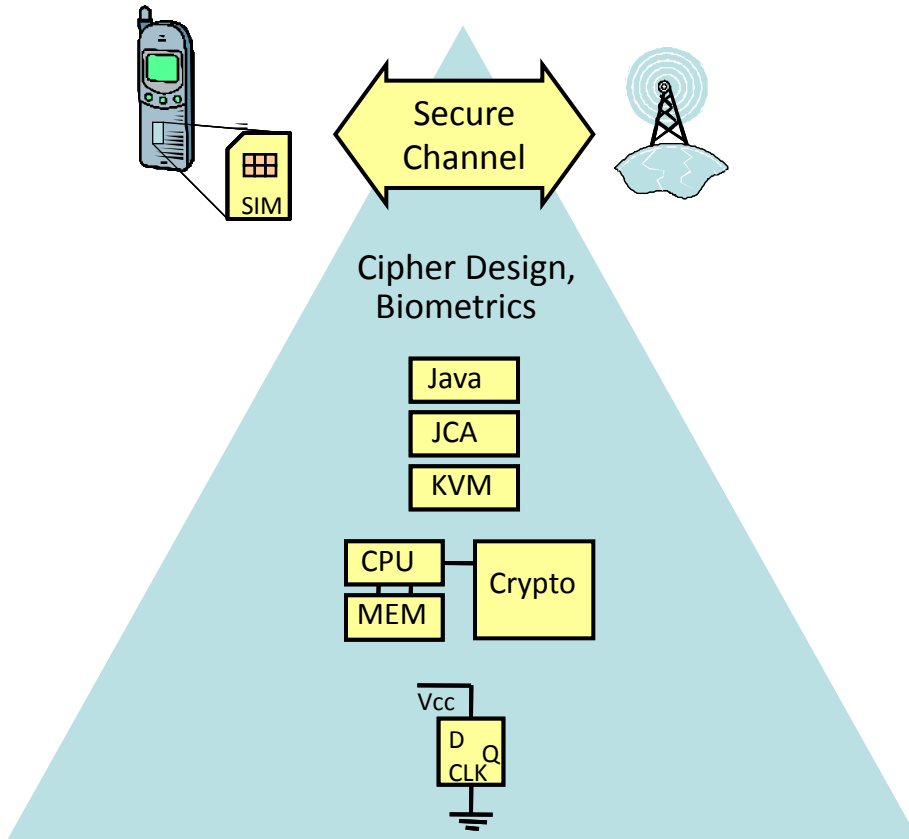 Secure
Channel
SIM
Cipher Design,
Biometrics
Java
JCA
KVM
CPU
Crypto
MEM
Vcc
D
Q
CLK